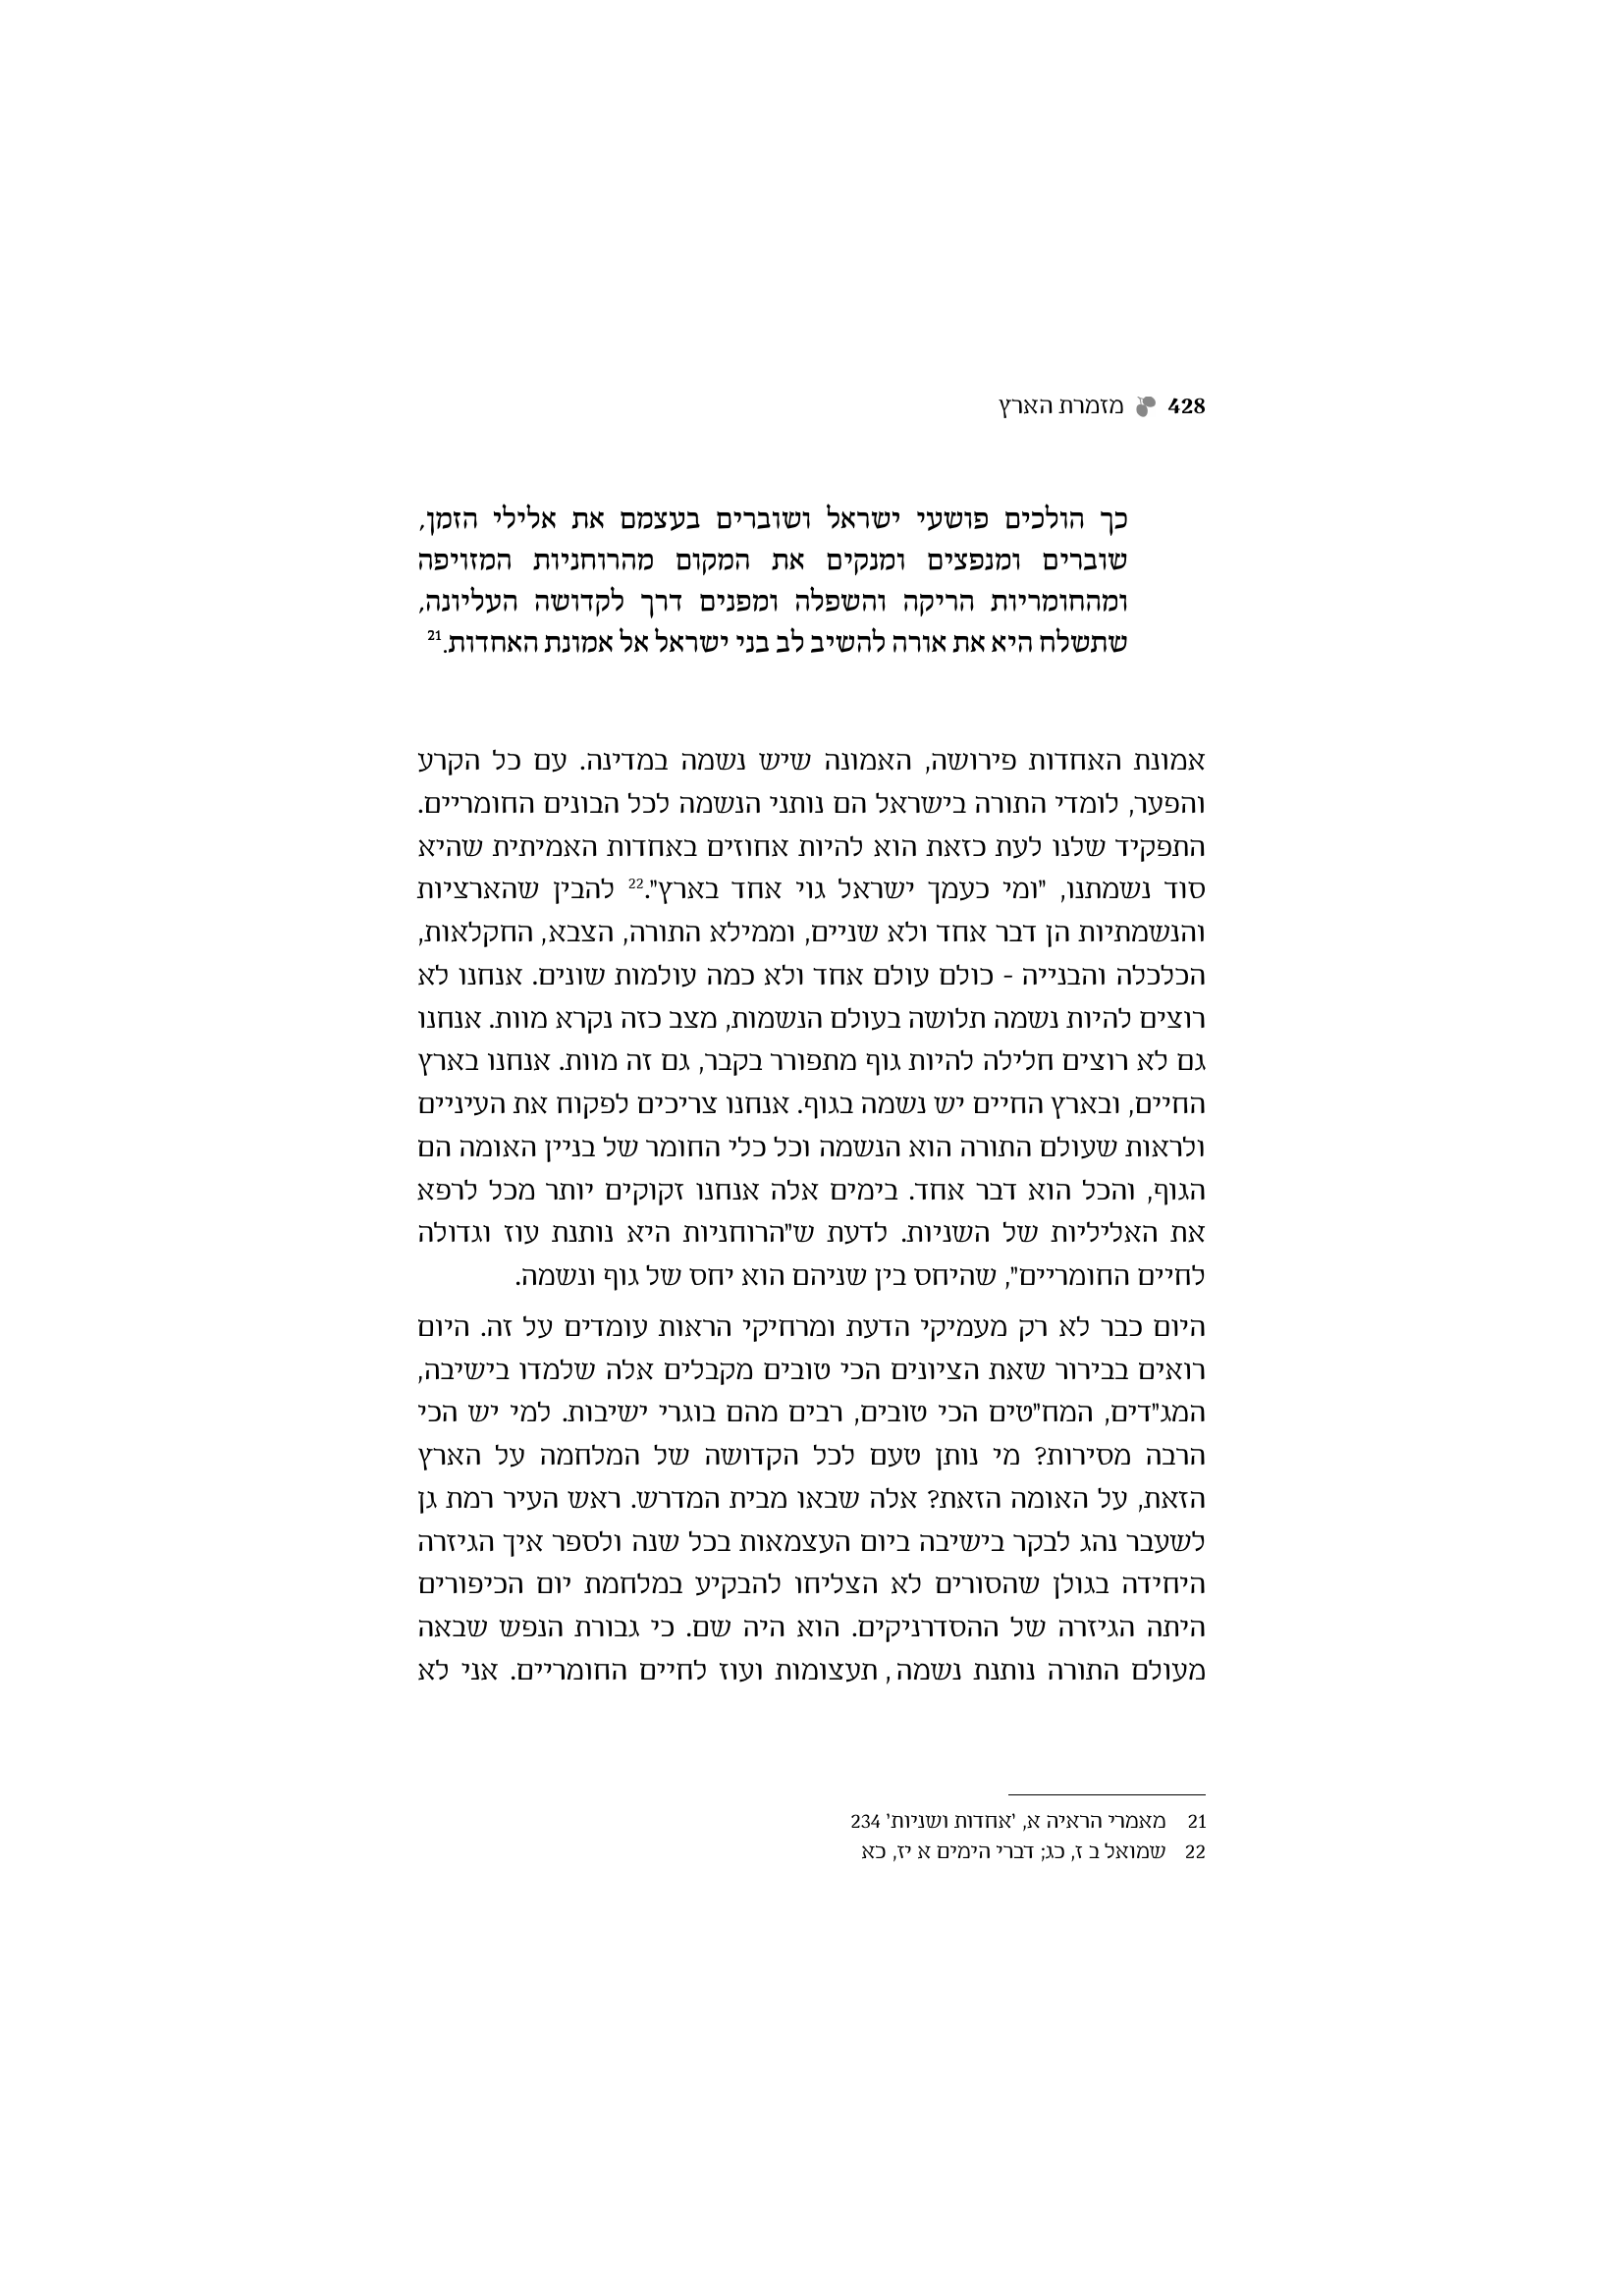 428 מזמרת הארץ
כך הולכים פושעי ישראל ושוברים בעצמם את אלילי הזמן,
שוברים ומנפצים ומנקים את המקום מהרוחניות המזויפה
ומהחומריות הריקה והשפלה ומפנים דרך לקדושה העליונה,
שתשלח היא את אורה להשיב לב בני ישראל אל אמונת האחדות.21
אמונת האחדות פירושה, האמונה שיש נשמה במדינה. עם כל הקרע
והפער, לומדי התורה בישראל הם נותני הנשמה לכל הבונים החומריים.
התפקיד שלנו לעת כזאת הוא להיות אחוזים באחדות האמיתית שהיא
סוד נשמתנו, "ומי כעמך ישראל גוי אחד בארץ".22 להבין שהארציות
והנשמתיות הן דבר אחד ולא שניים, וממילא התורה, הצבא, החקלאות,
הכלכלה והבנייה - כולם עולם אחד ולא כמה עולמות שונים. אנחנו לא
רוצים להיות נשמה תלושה בעולם הנשמות, מצב כזה נקרא מוות. אנחנו
גם לא רוצים חלילה להיות גוף מתפורר בקבר, גם זה מוות. אנחנו בארץ
החיים, ובארץ החיים יש נשמה בגוף. אנחנו צריכים לפקוח את העיניים
ולראות שעולם התורה הוא הנשמה וכל כלי החומר של בניין האומה הם
הגוף, והכל הוא דבר אחד. בימים אלה אנחנו זקוקים יותר מכל לרפא
את האליליות של השניות. לדעת ש"הרוחניות היא נותנת עוז וגדולה
לחיים החומריים", שהיחס בין שניהם הוא יחס של גוף ונשמה.
היום כבר לא רק מעמיקי הדעת ומרחיקי הראות עומדים על זה. היום
רואים בבירור שאת הציונים הכי טובים מקבלים אלה שלמדו בישיבה,
המג"דים, המח"טים הכי טובים, רבים מהם בוגרי ישיבות. למי יש הכי
הרבה מסירות? מי נותן טעם לכל הקדושה של המלחמה על הארץ
הזאת, על האומה הזאת? אלה שבאו מבית המדרש. ראש העיר רמת גן
לשעבר נהג לבקר בישיבה ביום העצמאות בכל שנה ולספר איך הגיזרה
היחידה בגולן שהסורים לא הצליחו להבקיע במלחמת יום הכיפורים
היתה הגיזרה של ההסדרניקים. הוא היה שם. כי גבורת הנפש שבאה
מעולם התורה נותנת נשמה, תעצומות ועוז לחיים החומריים. אני לא
21 מאמרי הראיה א, 'אחדות ושניות' 234
22 שמואל ב ז, כג; דברי הימים א יז, כא